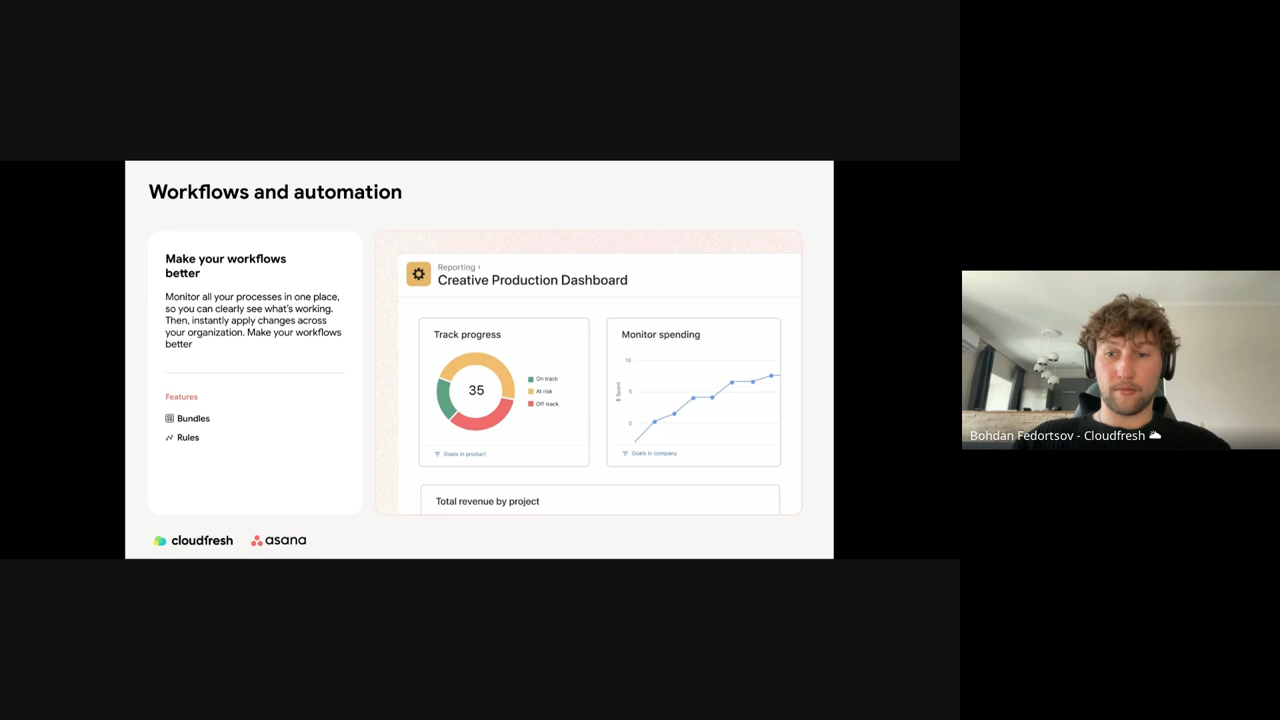 Workflows and automation
Make your workflows
better
Monitor all your processes in one place,
so you can clearly see what's working.
Then, instantly apply changes across
your organization. Make your workflows
better
Features
Bundles
Rules
Reporting ›
Creative Production Dashboard
Track progress
35
On track
At risk
Off track
Goals in product
Monitor spending
10
5
0
$ Spent
Goals in company
Total revenue by project
cloudfresh
asana
Bohdan Fedortsov - Cloudfresh